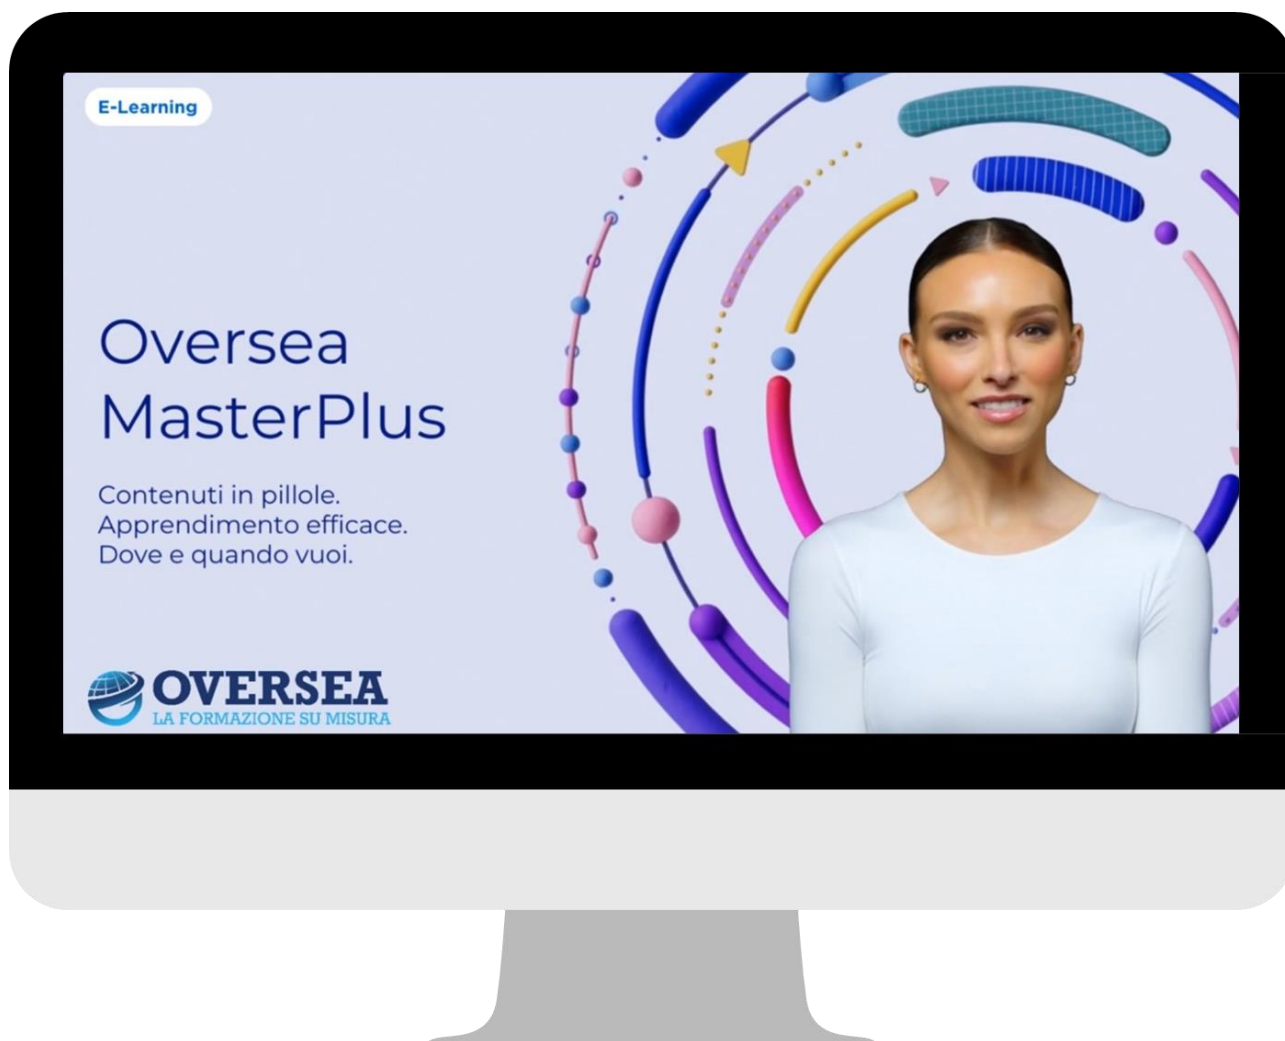 E-Learning
Oversea
MasterPlus
Contenuti in pillole.
Apprendimento efficace.
Dove e quando vuoi.
OVERSEA
LA FORMAZIONE SU MISURA